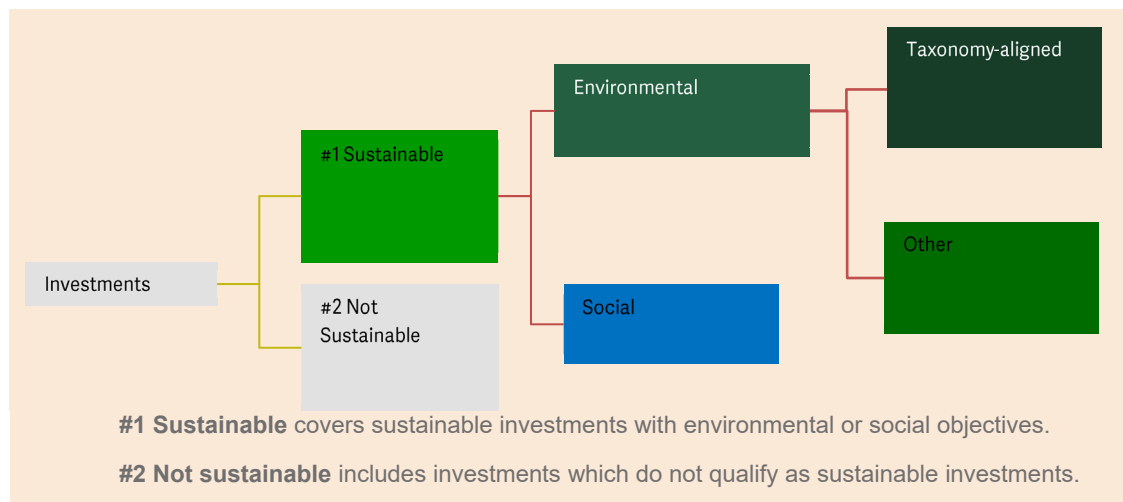 Taxonomy-aligned
Environmental
#1 Sustainable
Other
Investments
#2 Not
Sustainable
Social
#1 Sustainable covers sustainable investments with environmental or social objectives.
#2 Not sustainable includes investments which do not qualify as sustainable investments.